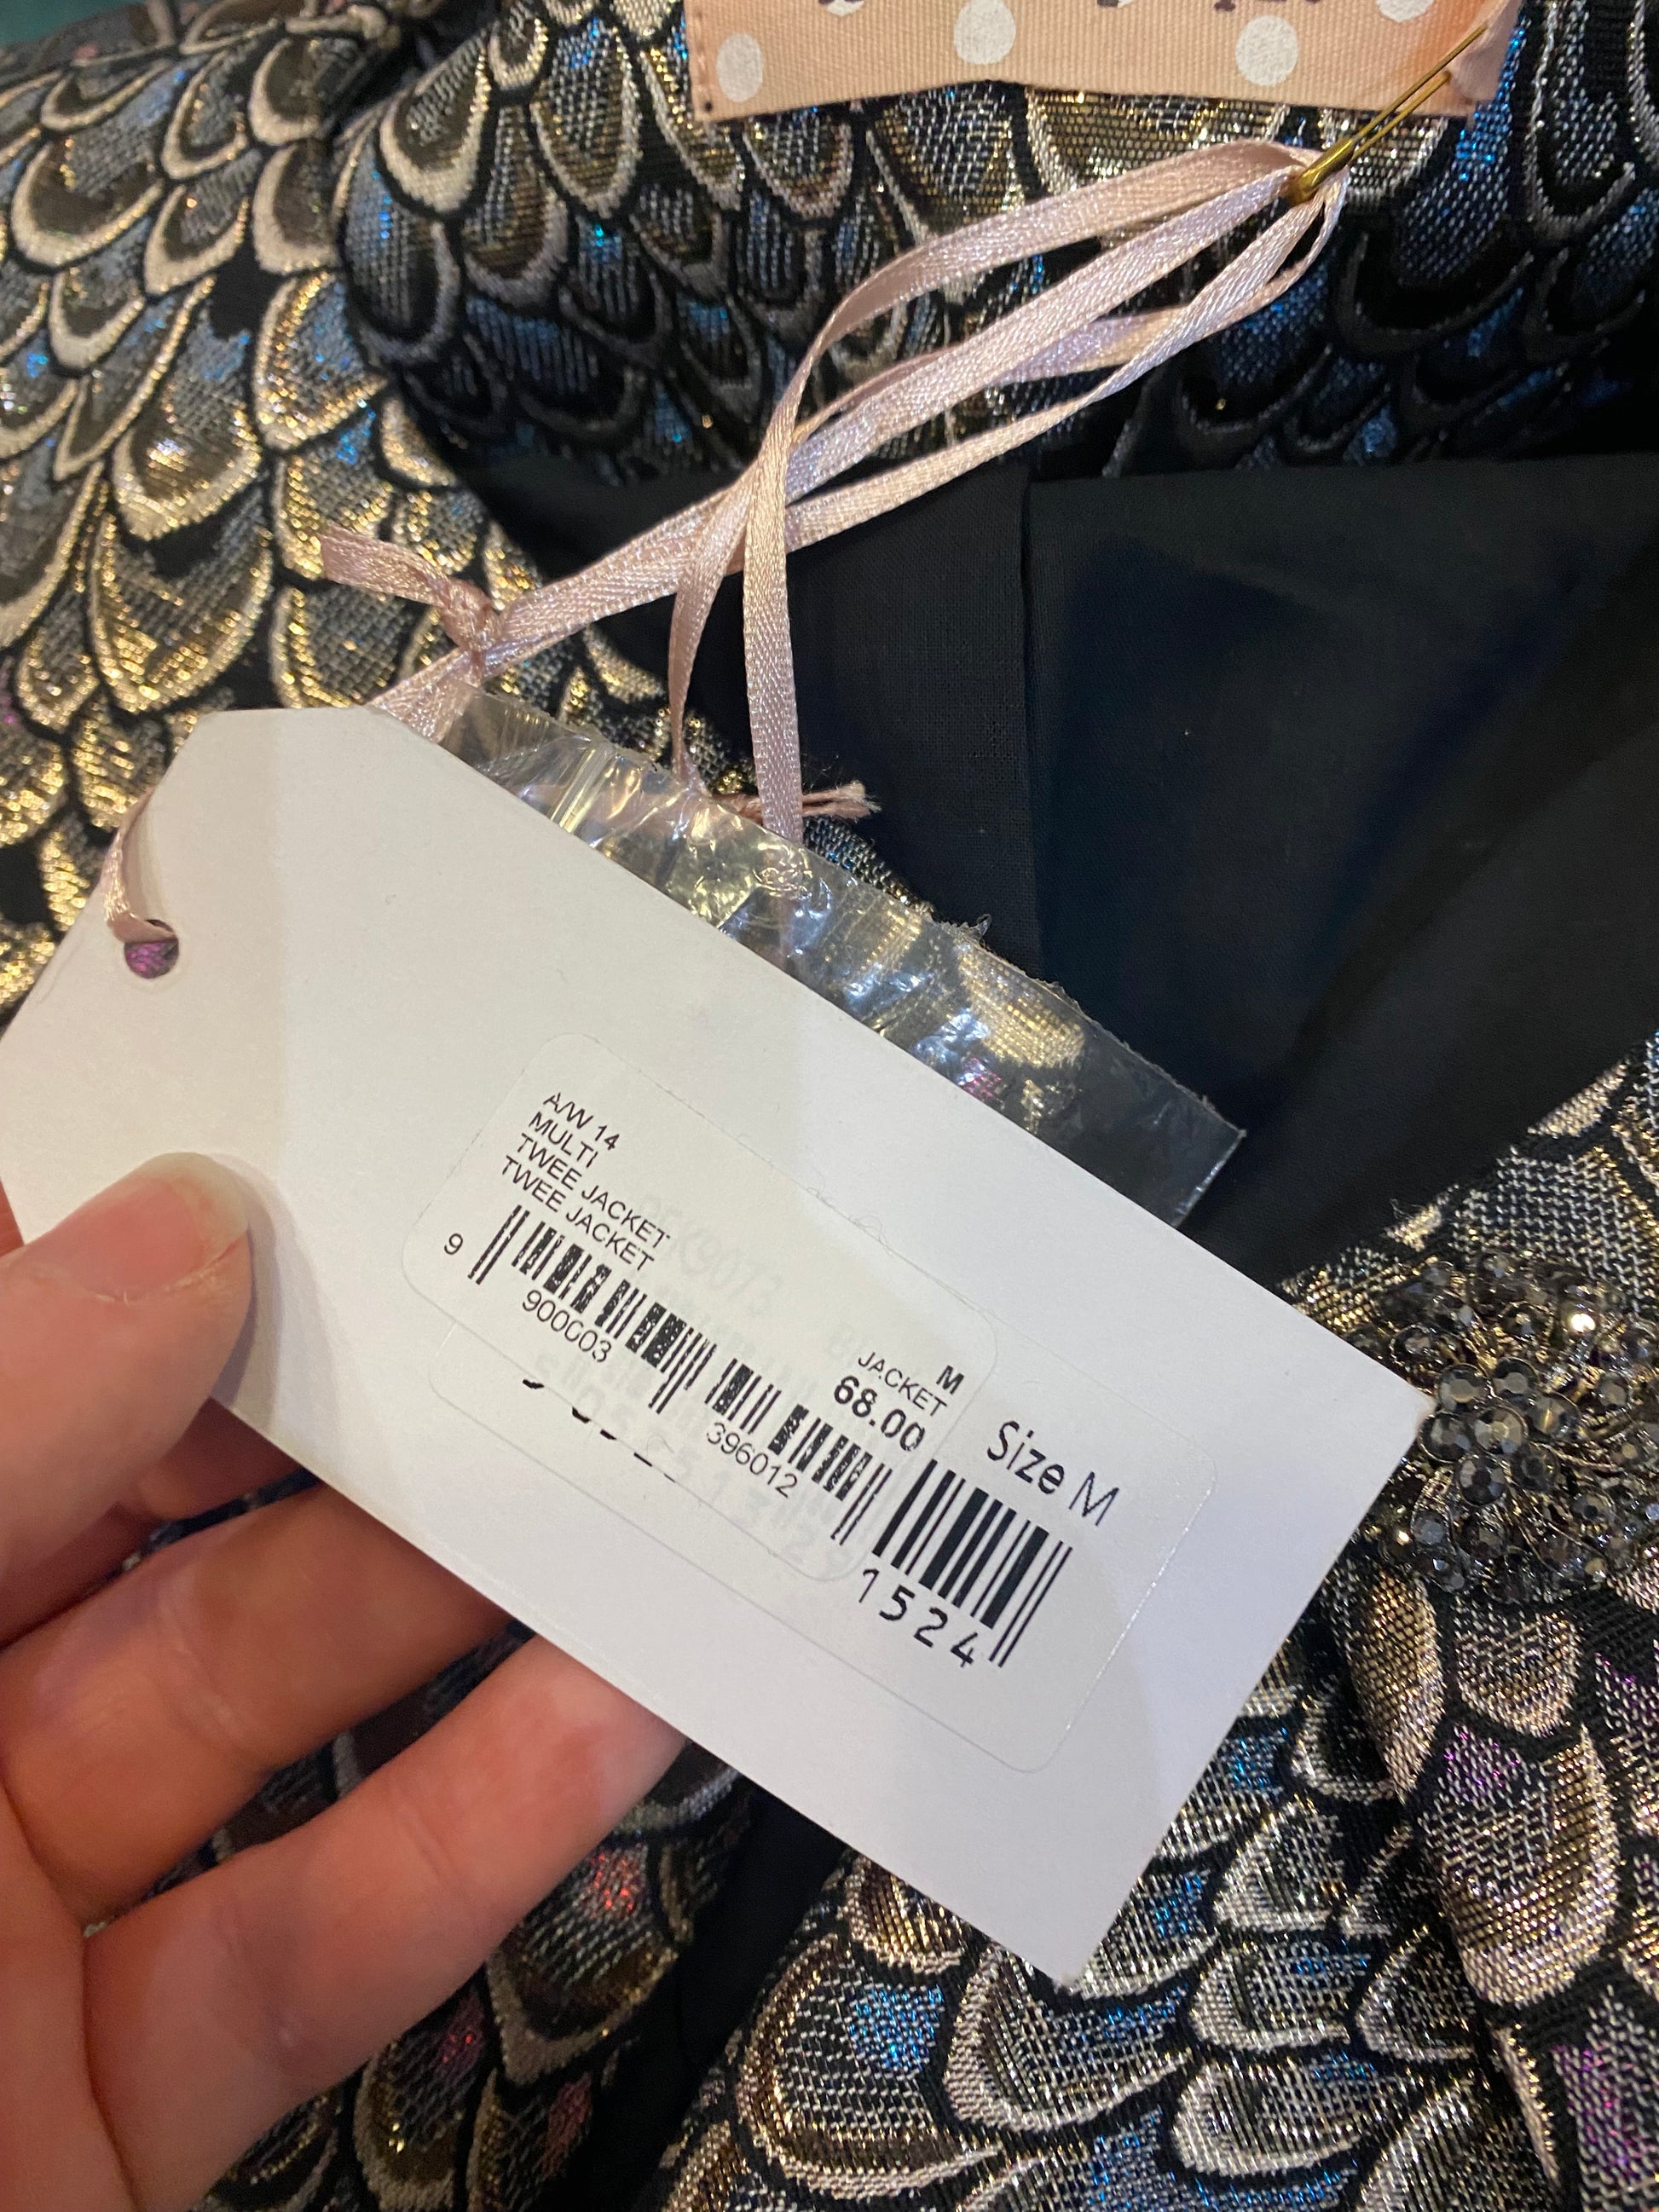 A/W 14
MULTI
TWEE JACKET
TWEE JACKET
9 900003 396012
M
JACKET
68.00
Size M
1524